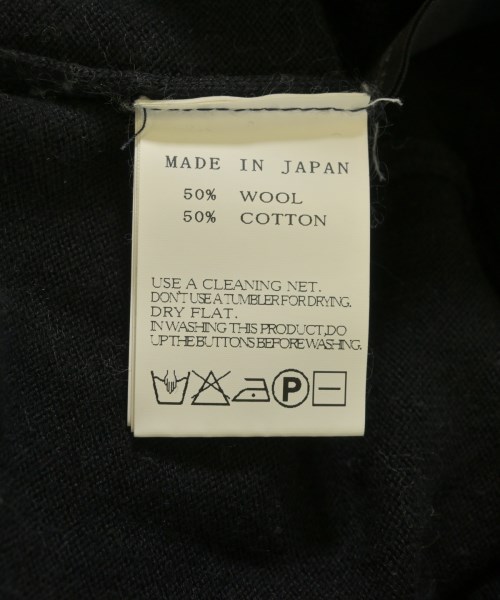 MADE IN JAPAN
50% WOOL
50% COTTON
USE A CLEANING NET.
DON'T USE A TUMBLER FOR DRYING.
DRY FLAT.
IN WASHING THIS PRODUCT,DO
UP THE BUTTONS BEFORE WASHING.
P